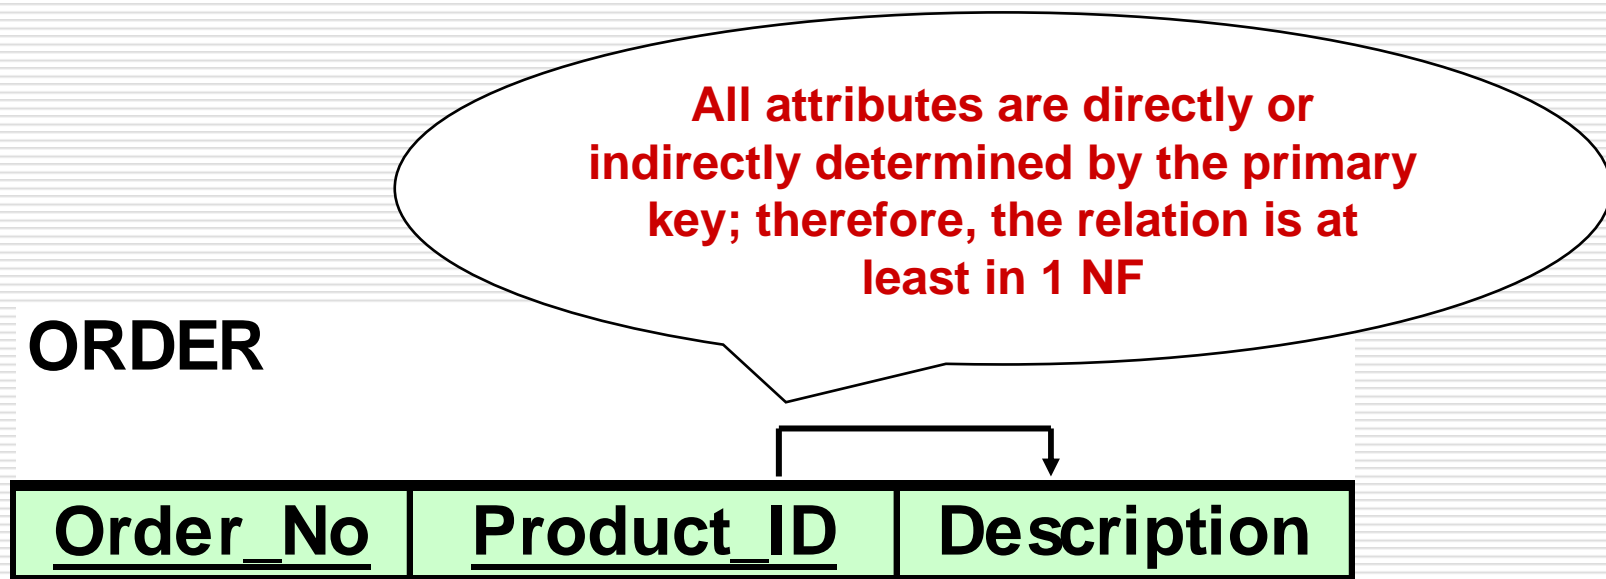 All attributes are directly or
indirectly determined by the primary
key; therefore, the relation is at
least in 1 NF
ORDER
Order_No Product_ID Description